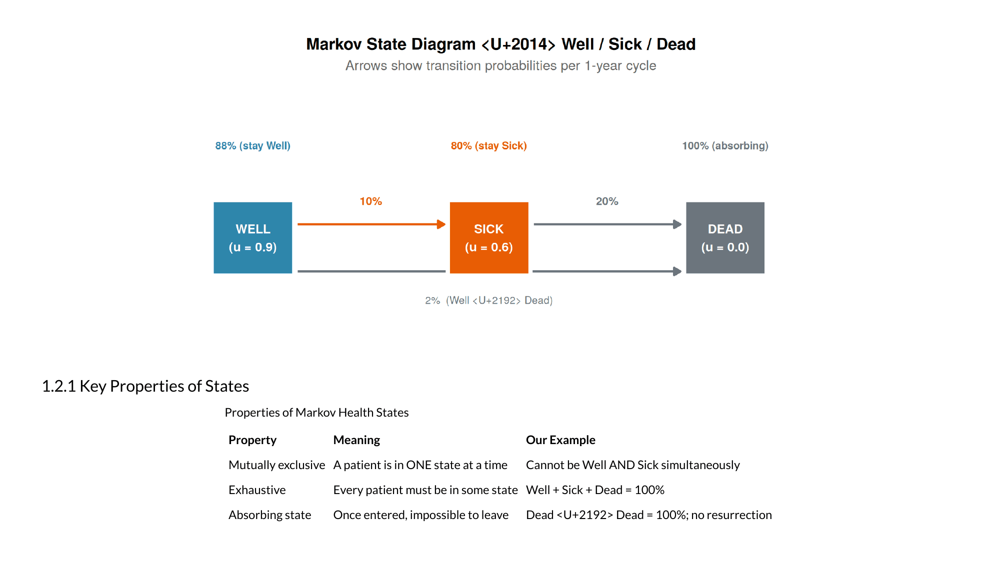 Markov State Diagram <U+2014> Well / Sick / Dead
Arrows show transition probabilities per 1-year cycle
88% (stay Well)
80% (stay Sick)
100% (absorbing)
10%
20%
WELL
(u = 0.9)
SICK
(u = 0.6)
DEAD
(u = 0.0)
2%  (Well <U+2192> Dead)
1.2.1 Key Properties of States
Properties of Markov Health States
Property Meaning Our Example
Mutually exclusive A patient is in ONE state at a time Cannot be Well AND Sick simultaneously
Exhaustive Every patient must be in some state Well + Sick + Dead = 100%
Absorbing state Once entered, impossible to leave Dead <U+2192> Dead = 100%; no resurrection